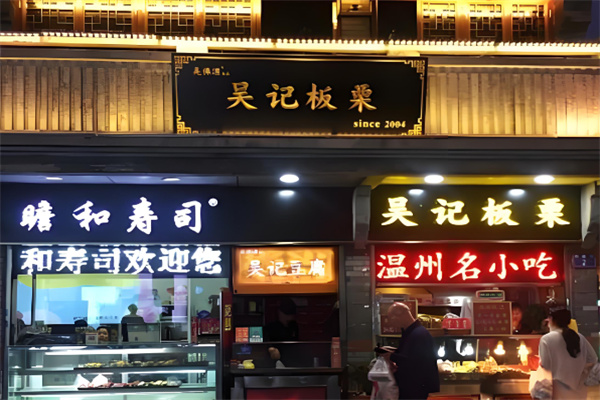 吴记板栗
since 2004
瞻和寿司®
和寿司欢迎您
吴记豆腐
吴记板栗
温州名小吃